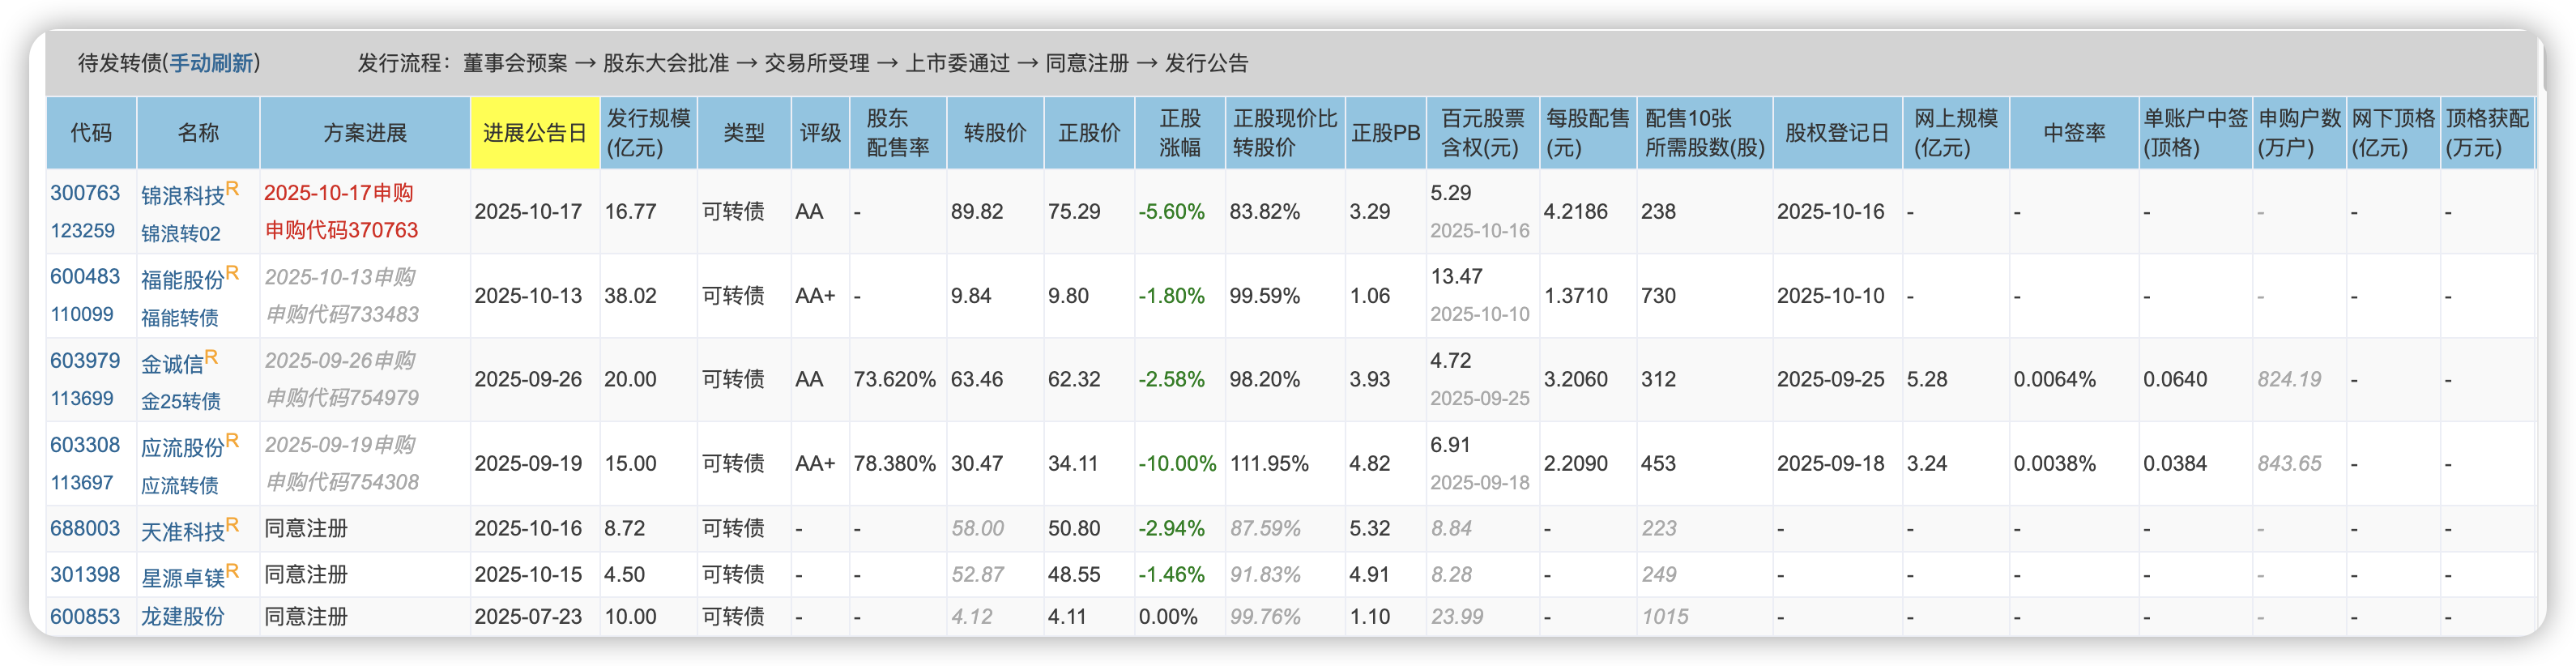 待发转债(手动刷新) 发行流程：董事会预案 → 股东大会批准 → 交易所受理 → 上市委通过 → 同意注册 → 发行公告
代码 名称 方案进展 进展公告日 发行规模(亿元) 类型 评级 股东配售率 转股价 正股价 正股涨幅 正股现价比转股价 正股PB 百元股票含权(元) 每股配售(元) 配售10张所需股数(股) 股权登记日 网上规模(亿元) 中签率 单账户中签(顶格) 申购户数(万户) 网下顶格(亿元) 顶格获配(万元)
300763 锦浪科技R 2025-10-17申购 5.29
2025-10-17 16.77 可转债 AA - 89.82 75.29 -5.60% 83.82% 3.29 4.2186 238 2025-10-16 - - - - - -
123259 锦浪转02 申购代码370763 2025-10-16
600483 福能股份R 2025-10-13申购 13.47
2025-10-13 38.02 可转债 AA+ - 9.84 9.80 -1.80% 99.59% 1.06 1.3710 730 2025-10-10 - - - - - -
110099 福能转债 申购代码733483 2025-10-10
603979 金诚信R 2025-09-26申购 4.72
2025-09-26 20.00 可转债 AA 73.620% 63.46 62.32 -2.58% 98.20% 3.93 3.2060 312 2025-09-25 5.28 0.0064% 0.0640 824.19 - -
113699 金25转债 申购代码754979 2025-09-25
603308 应流股份R 2025-09-19申购 6.91
2025-09-19 15.00 可转债 AA+ 78.380% 30.47 34.11 -10.00% 111.95% 4.82 2.2090 453 2025-09-18 3.24 0.0038% 0.0384 843.65 - -
113697 应流转债 申购代码754308 2025-09-18
688003 天准科技R 同意注册 2025-10-16 8.72 可转债 - - 58.00 50.80 -2.94% 87.59% 5.32 8.84 - 223 - - - - - - -
301398 星源卓镁R 同意注册 2025-10-15 4.50 可转债 - - 52.87 48.55 -1.46% 91.83% 4.91 8.28 - 249 - - - - - - -
600853 龙建股份 同意注册 2025-07-23 10.00 可转债 - - 4.12 4.11 0.00% 99.76% 1.10 23.99 - 1015 - - - - - - -